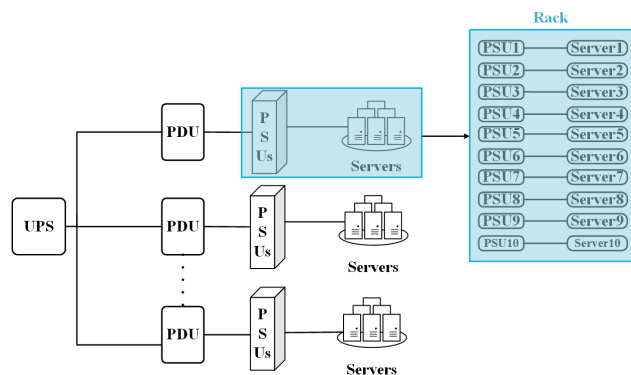 Rack
PSU1 Server1
PSU2 Server2
PSU3 Server3
PSU4 Server4
PSU5 Server5
PSU6 Server6
PSU7 Server7
PSU8 Server8
PSU9 Server9
PSU10 Server10
UPS
PDU
P
S
Us
Servers
PDU
P
S
Us
Servers
PDU
P
S
Us
Servers